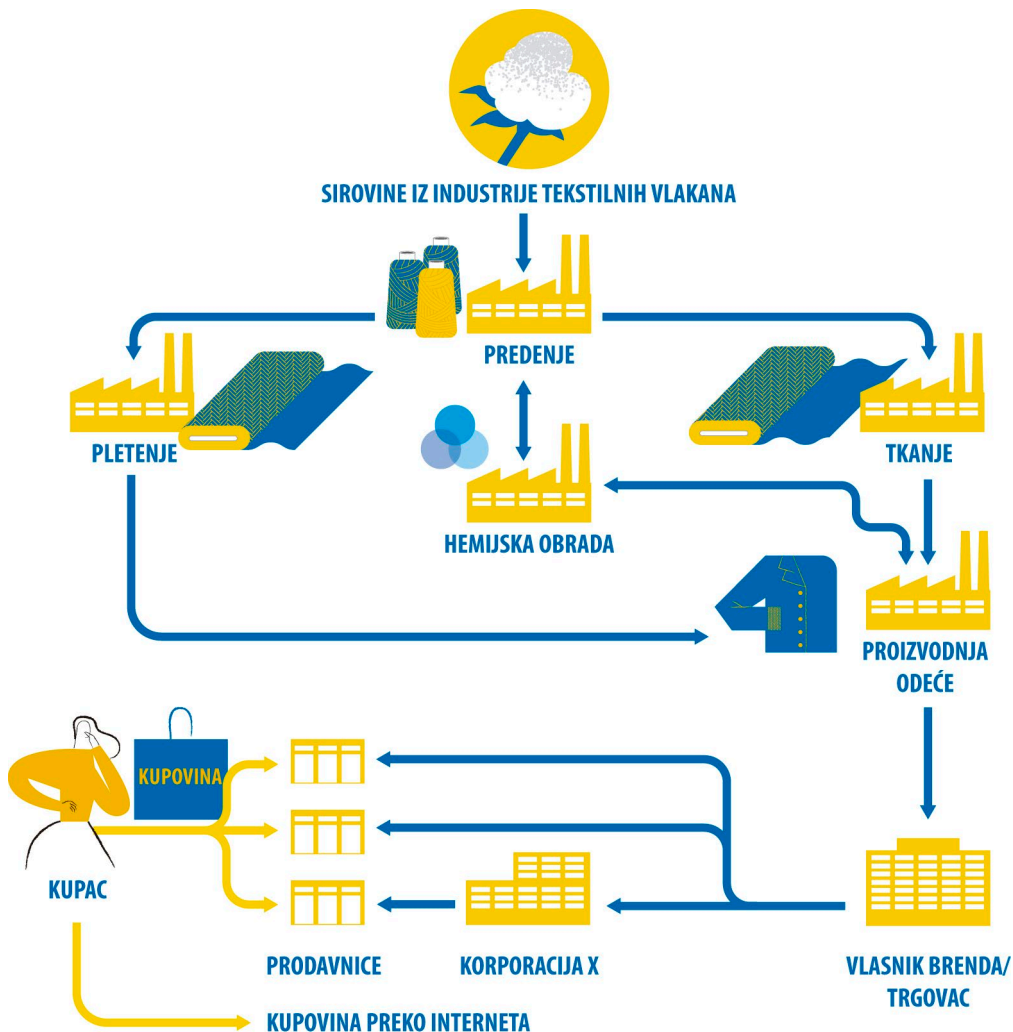 SIROVINE IZ INDUSTRIJE TEKSTILNIH VLAKANA
PREDENJE
PLETENJE
TKANJE
HEMIJSKA OBRADA
PROIZVODNJA
ODEĆE
KUPOVINA
KUPAC
PRODAVNICE
KORPORACIJA X
VLASNIK BRENDA/
TRGOVAC
KUPOVINA PREKO INTERNETA